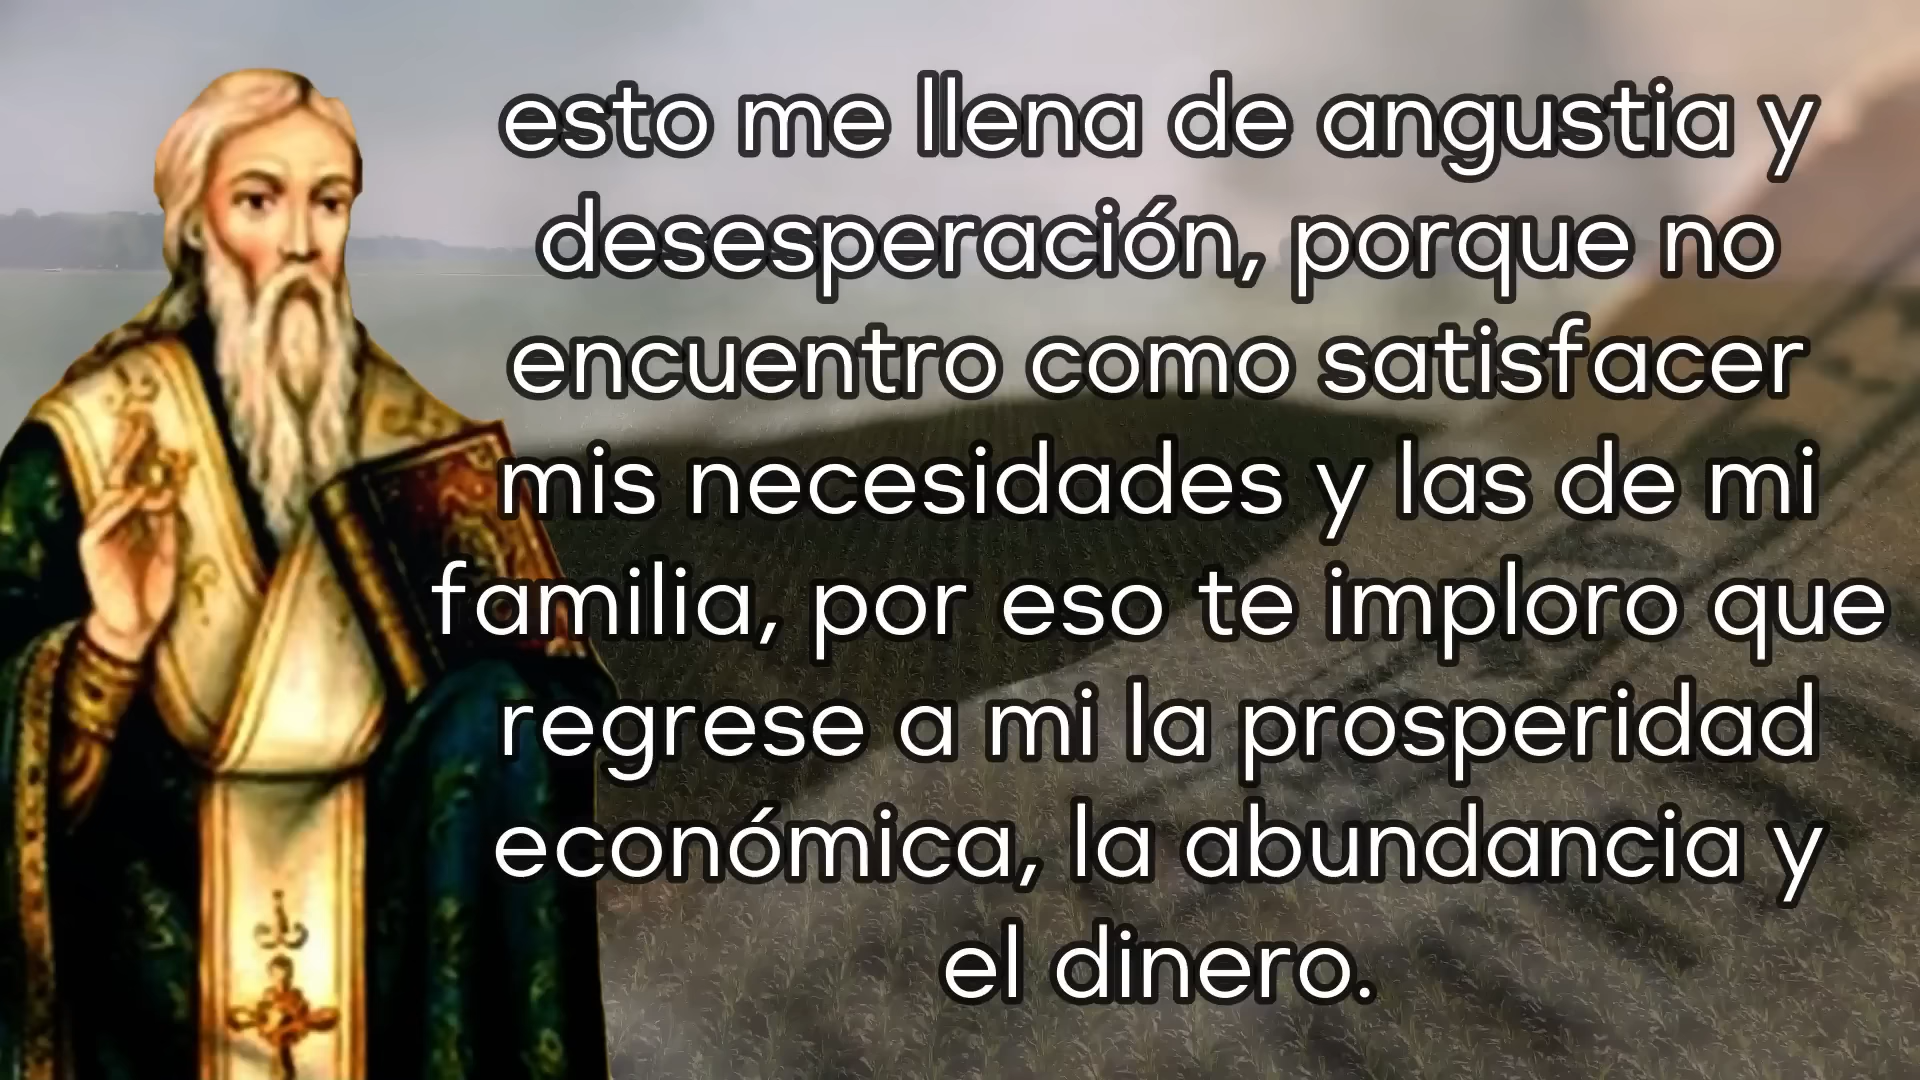 esto me llena de angustia y
desesperación, porque no
encuentro como satisfacer
mis necesidades y las de mi
familia, por eso te imploro que
regrese a mi la prosperidad
económica, la abundancia y
el dinero.